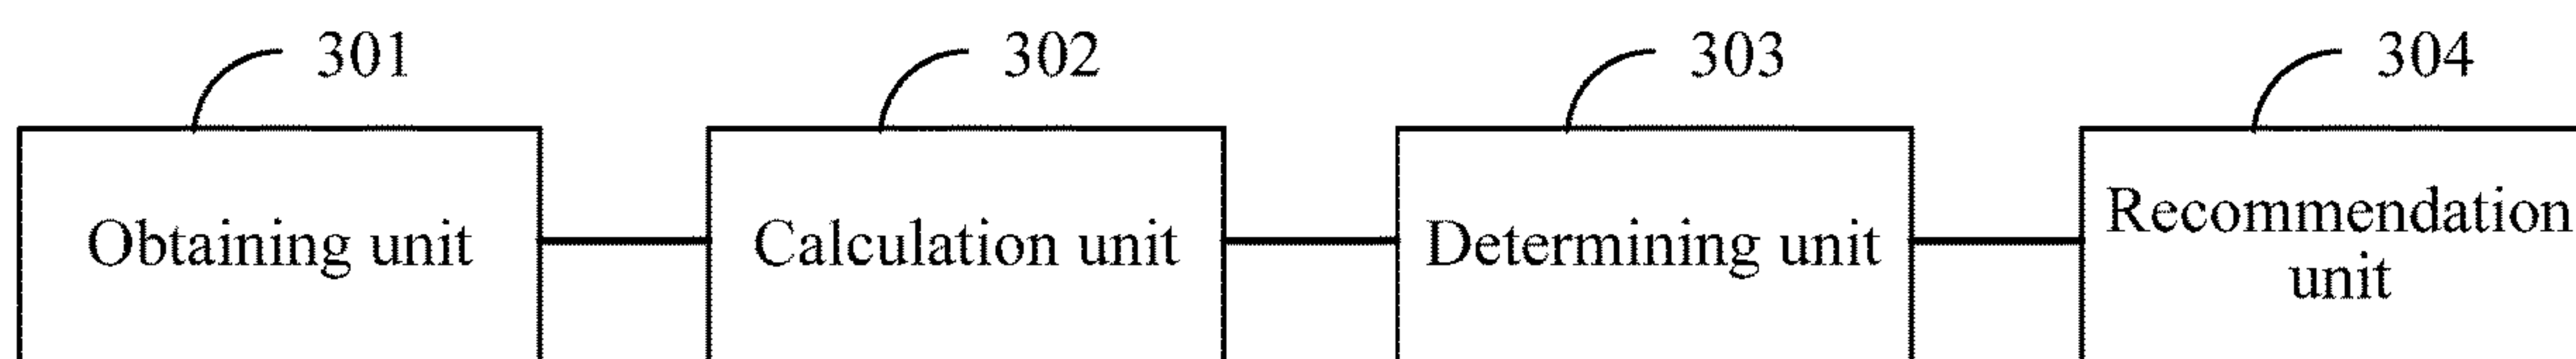 301
302
303
304
Obtaining unit
Calculation unit
Determining unit
Recommendation
unit